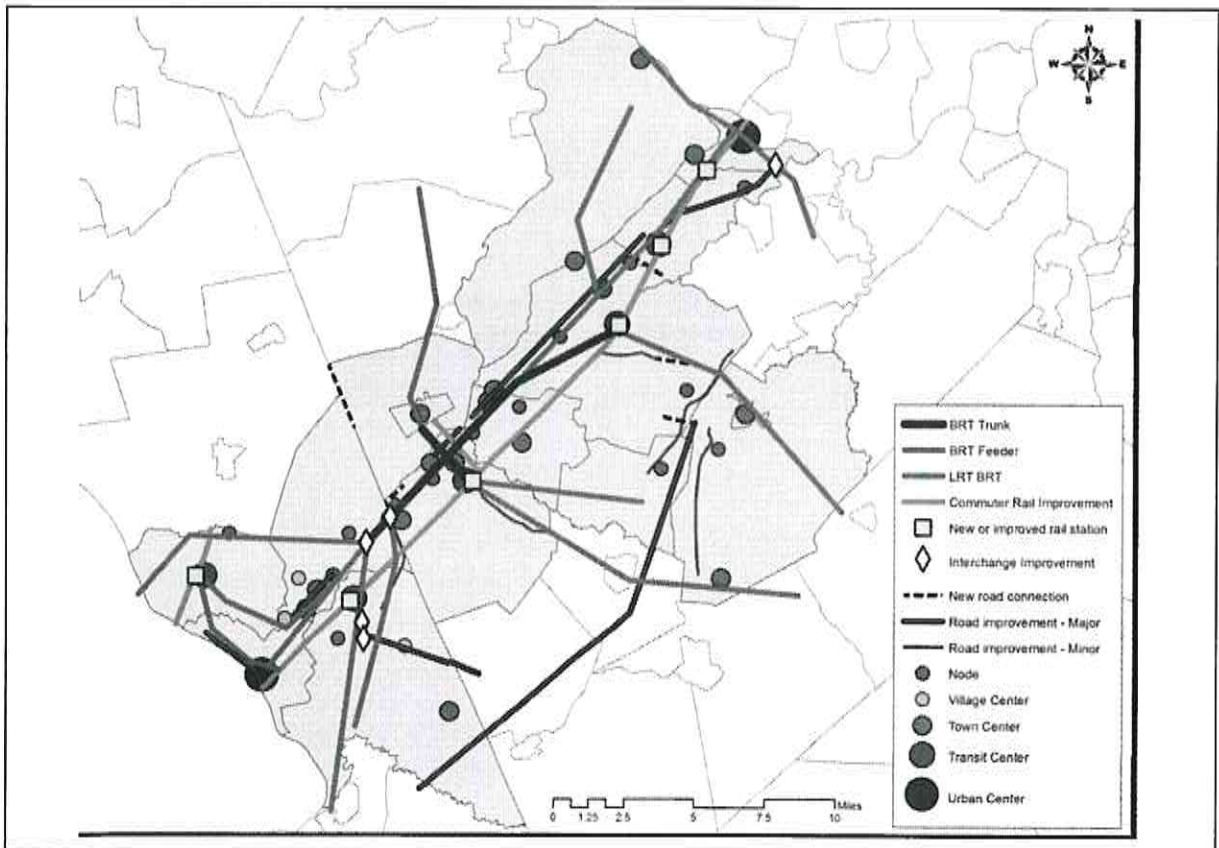 N
W E
S
BRT Trunk
BRT Feeder
LRT BRT
Commuter Rail Improvement
New or improved rail station
Interchange Improvement
New road connection
Road improvement - Major
Road improvement - Minor
Node
Village Center
Town Center
Transit Center
Urban Center
Miles
0 1.25 2.5 5 7.5 10